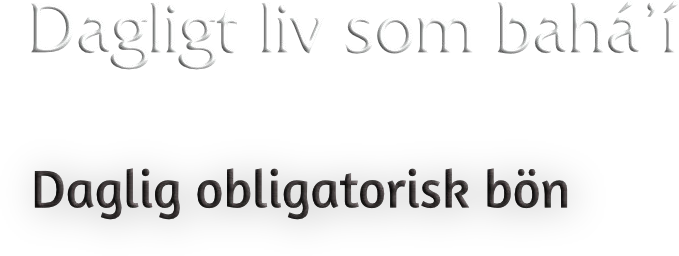 Dagligt liv som bahá’í
Daglig obligatorisk bön